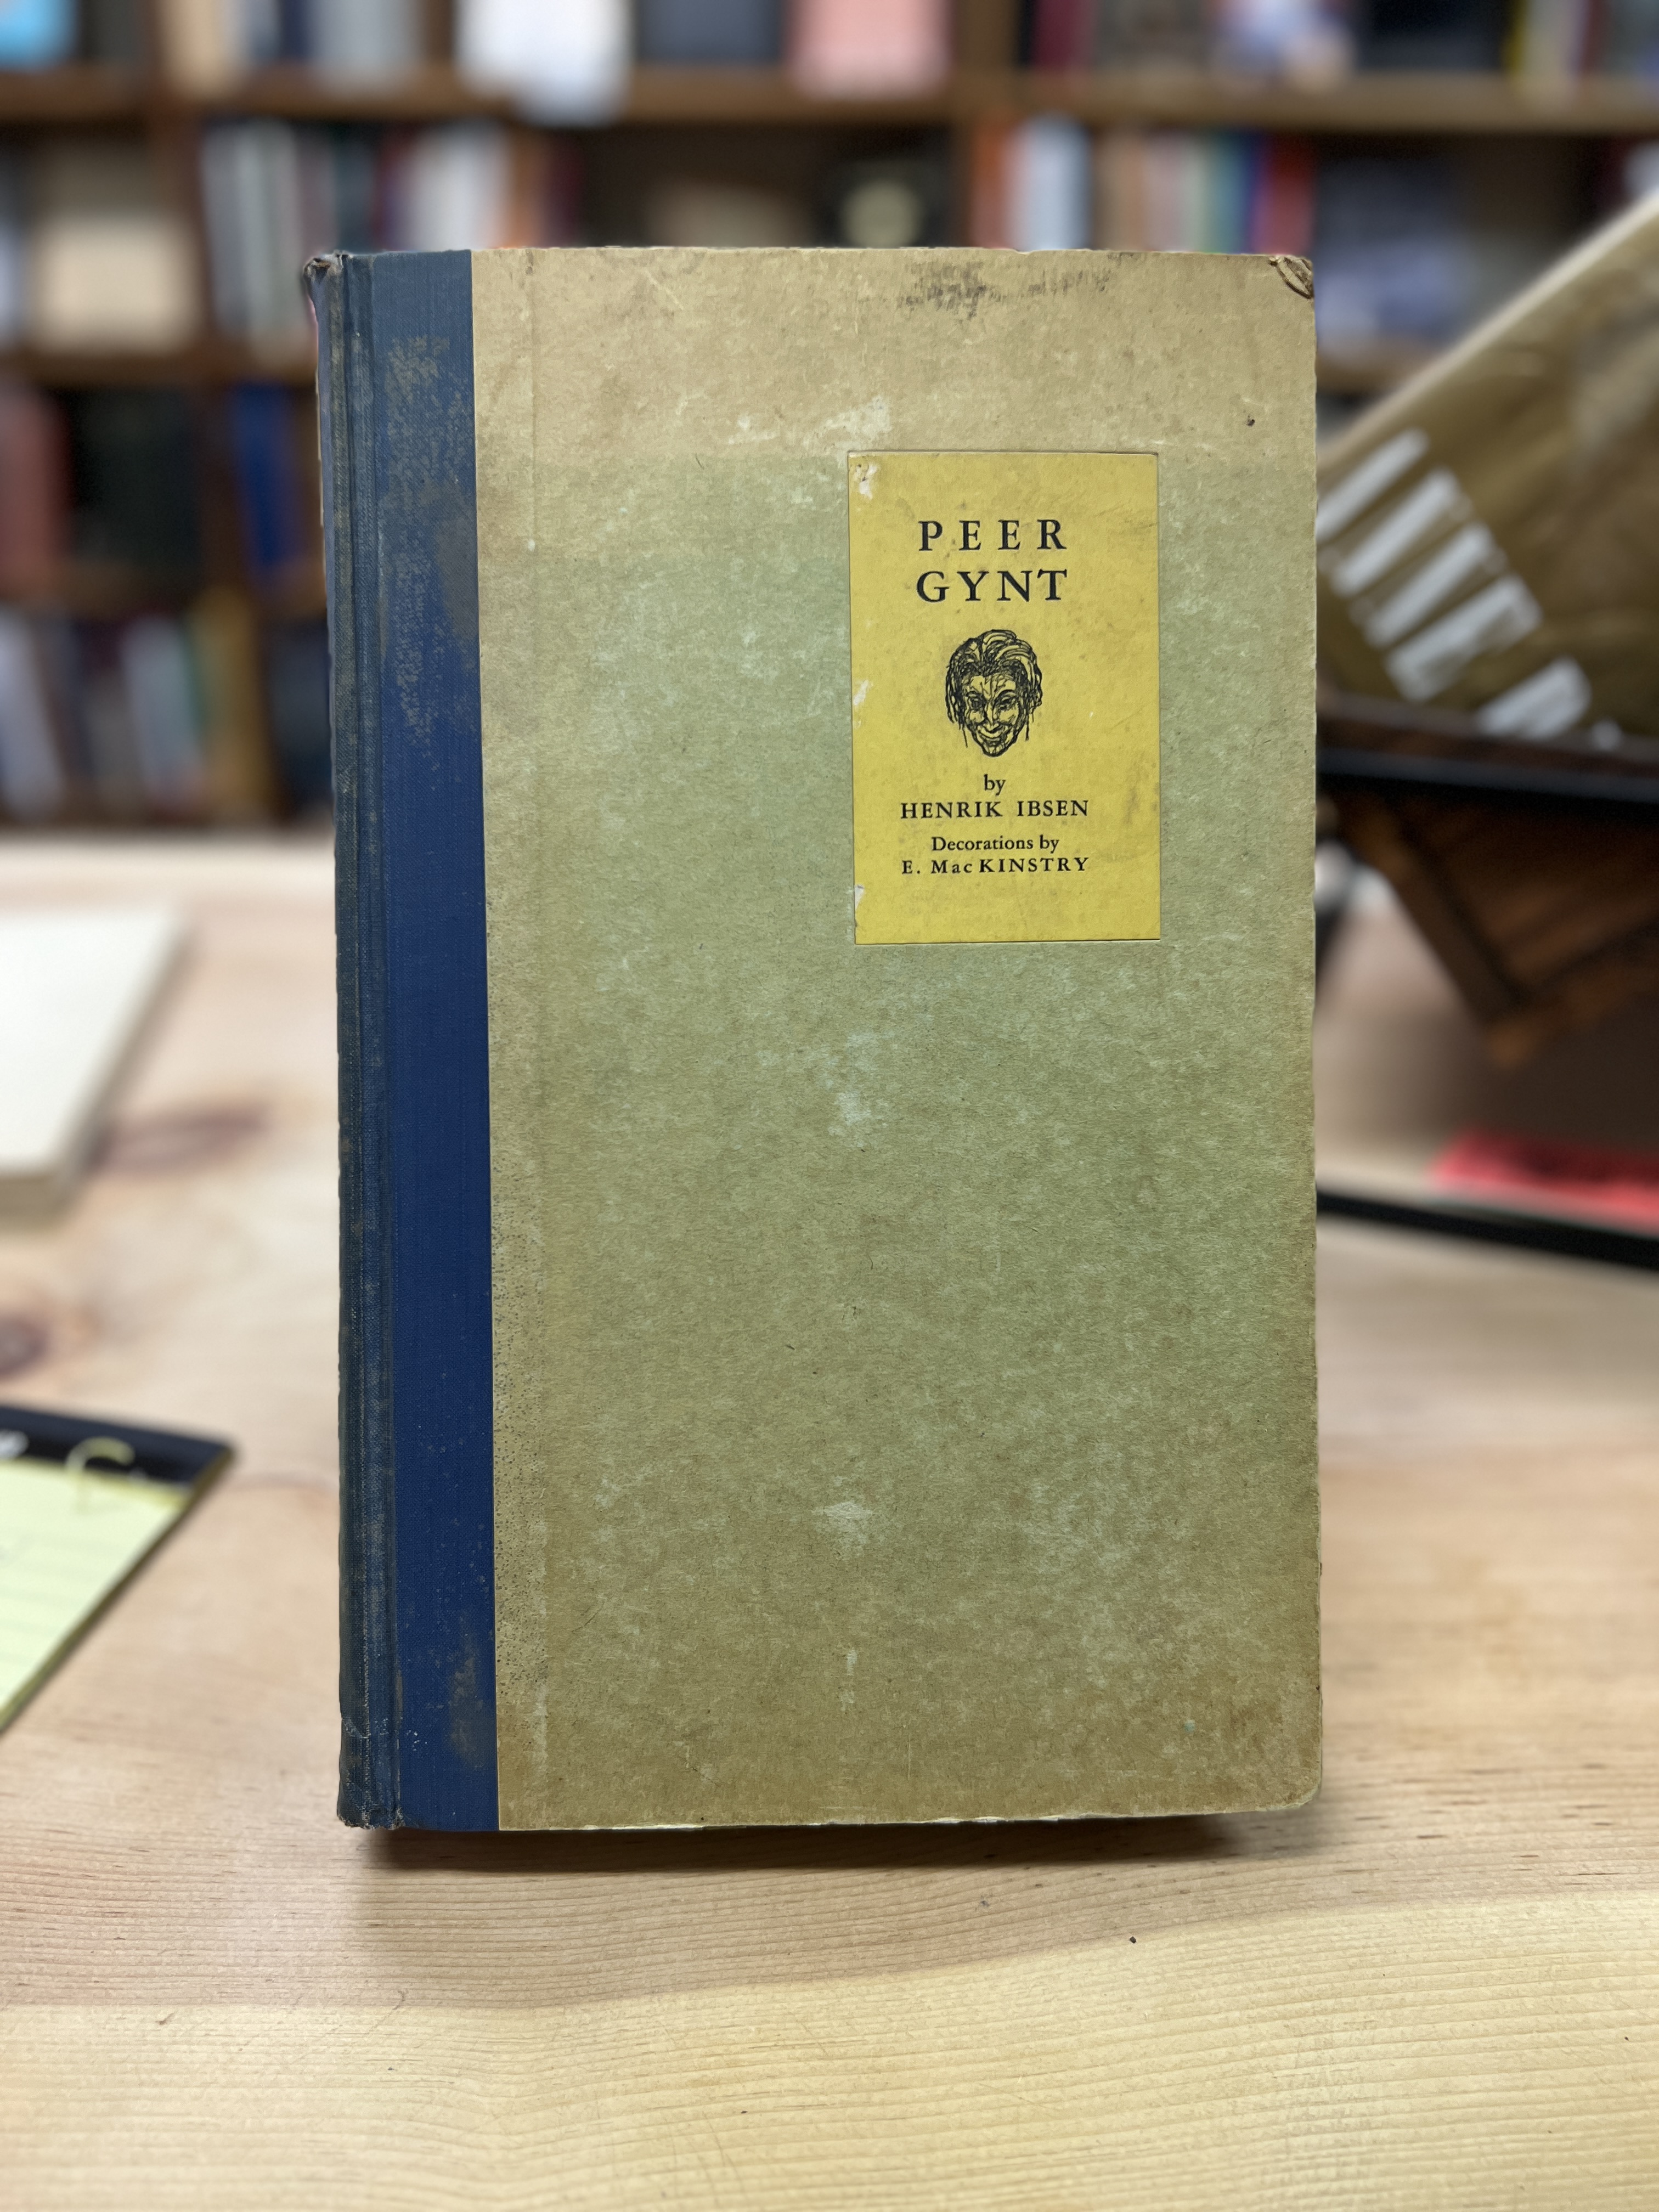 PEER
GYNT
by
HENRIK IBSEN
Decorations by
E. MacKINSTRY